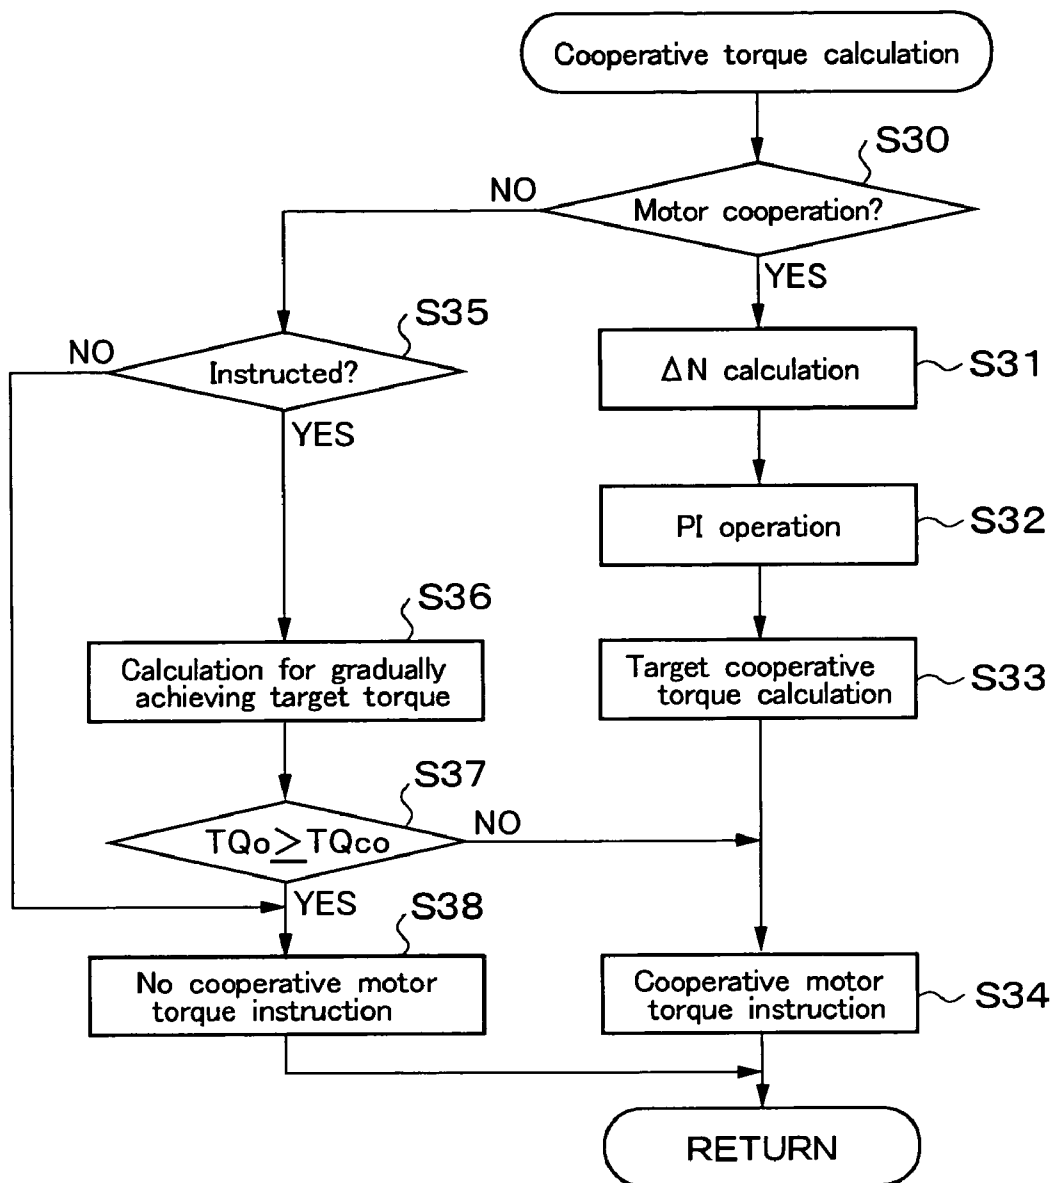 Cooperative torque calculation
S30
NO
Motor cooperation?
YES
S35
NO
Instructed?
YES
ΔN calculation
S31
PI operation
S32
S36
Calculation for gradually
achieving target torque
Target cooperative
torque calculation
S33
S37
TQo≧TQco
NO
YES
S38
No cooperative motor
torque instruction
Cooperative motor
torque instruction
S34
RETURN